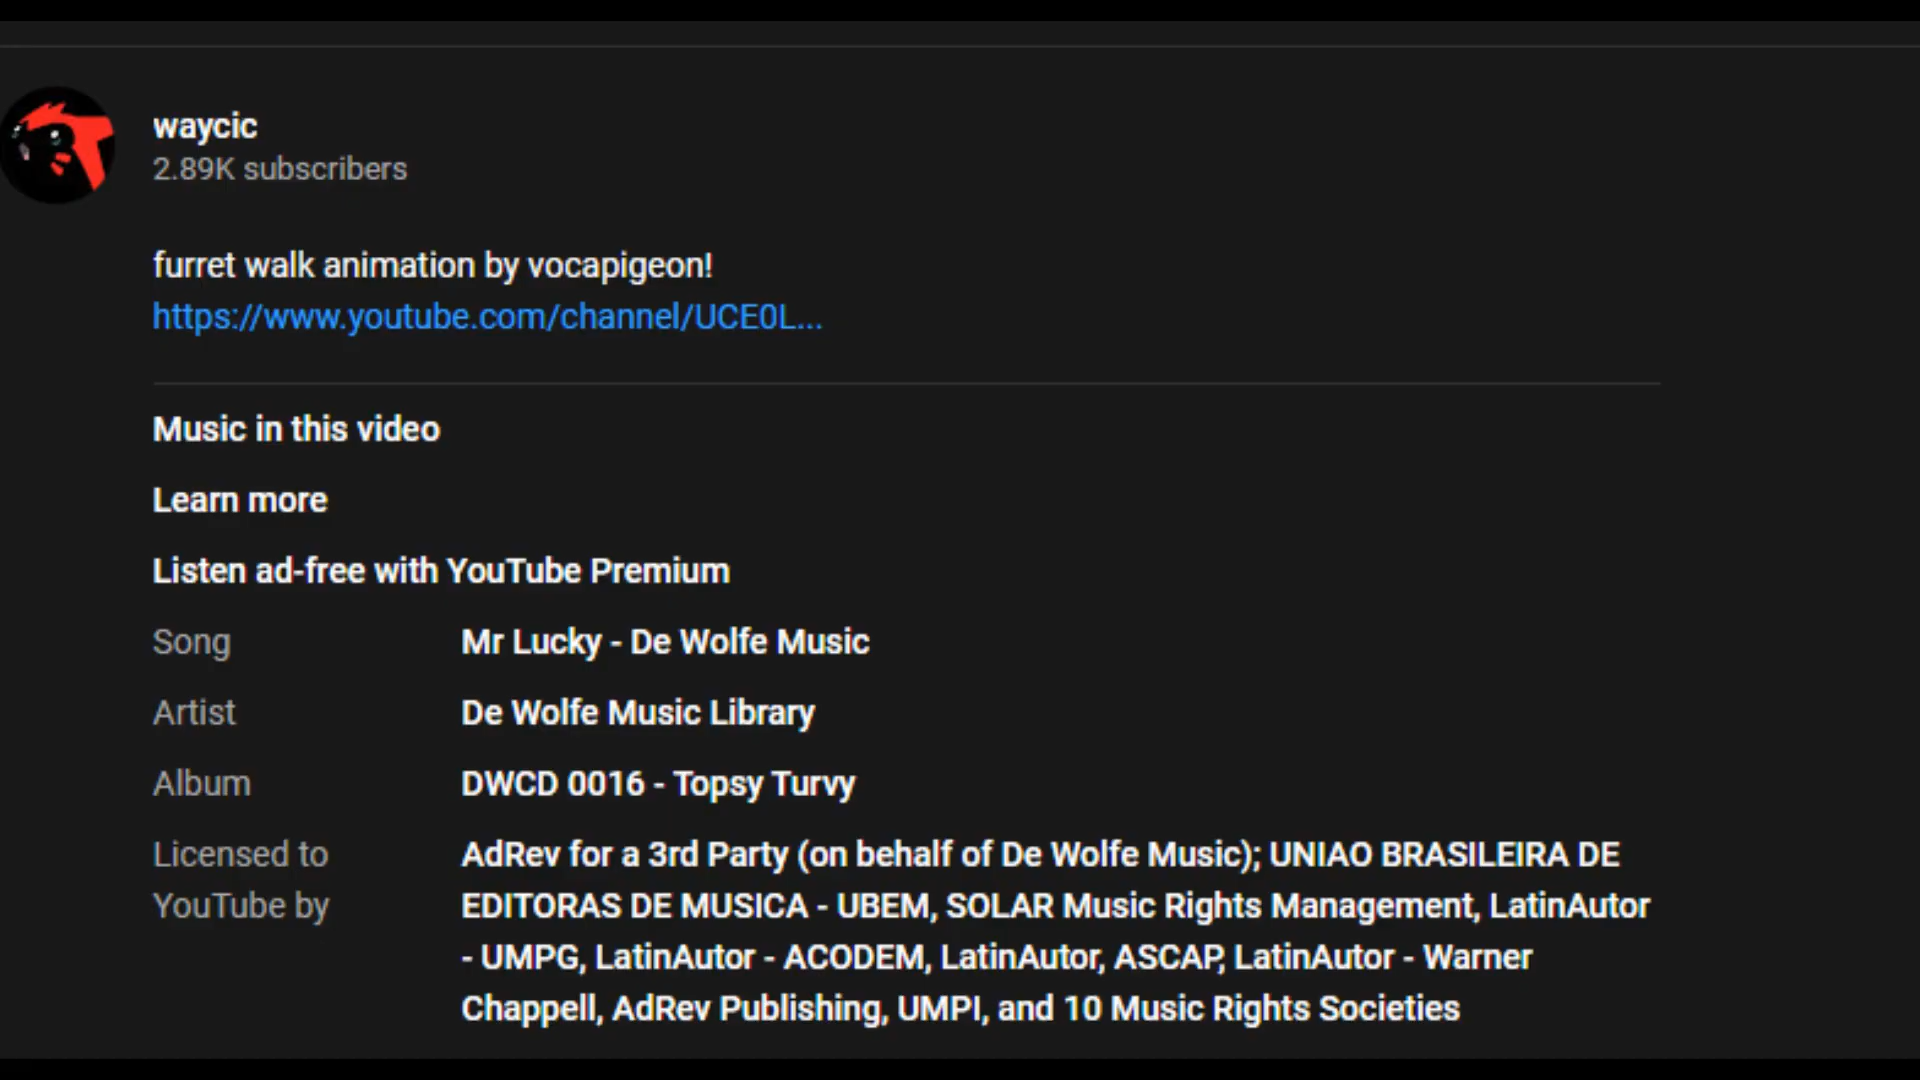 waycic
2.89K subscribers
furret walk animation by vocapigeon!
https://www.youtube.com/channel/UCE0L...
Music in this video
Learn more
Listen ad-free with YouTube Premium
Song Mr Lucky - De Wolfe Music
Artist De Wolfe Music Library
Album DWCD 0016 - Topsy Turvy
Licensed to AdRev for a 3rd Party (on behalf of De Wolfe Music); UNIAO BRASILEIRA DE
YouTube by EDITORAS DE MUSICA - UBEM, SOLAR Music Rights Management, LatinAutor
- UMPG, LatinAutor - ACODEM, LatinAutor, ASCAP, LatinAutor - Warner
Chappell, AdRev Publishing, UMPI, and 10 Music Rights Societies